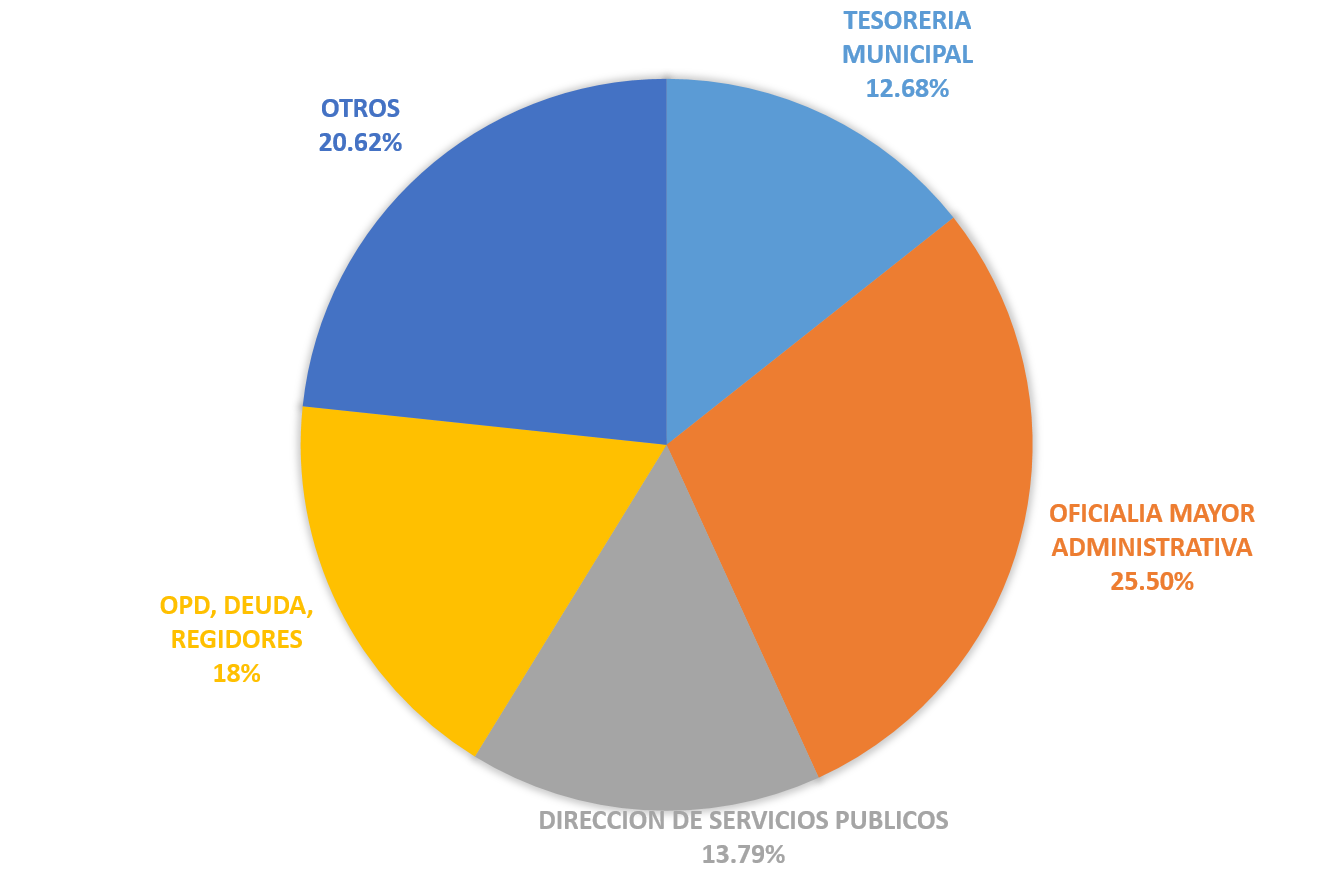 TESORERIA
MUNICIPAL
12.68%
OTROS
20.62%
OFICIALIA MAYOR
ADMINISTRATIVA
25.50%
OPD, DEUDA,
REGIDORES
18%
DIRECCION DE SERVICIOS PUBLICOS
13.79%